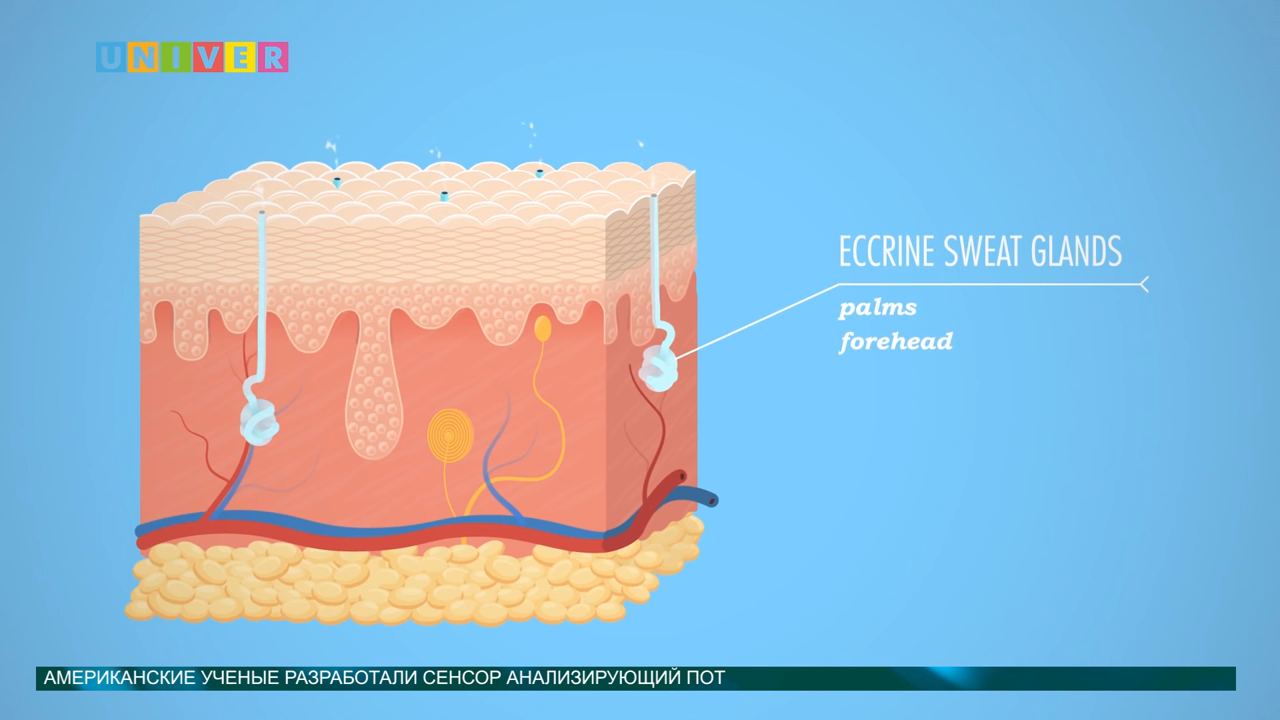 UNIVER
ECCRINE SWEAT GLANDS
palms
forehead
АМЕРИКАНСКИЕ УЧЕНЫЕ РАЗРАБОТАЛИ СЕНСОР АНАЛИЗИРУЮЩИЙ ПОТ